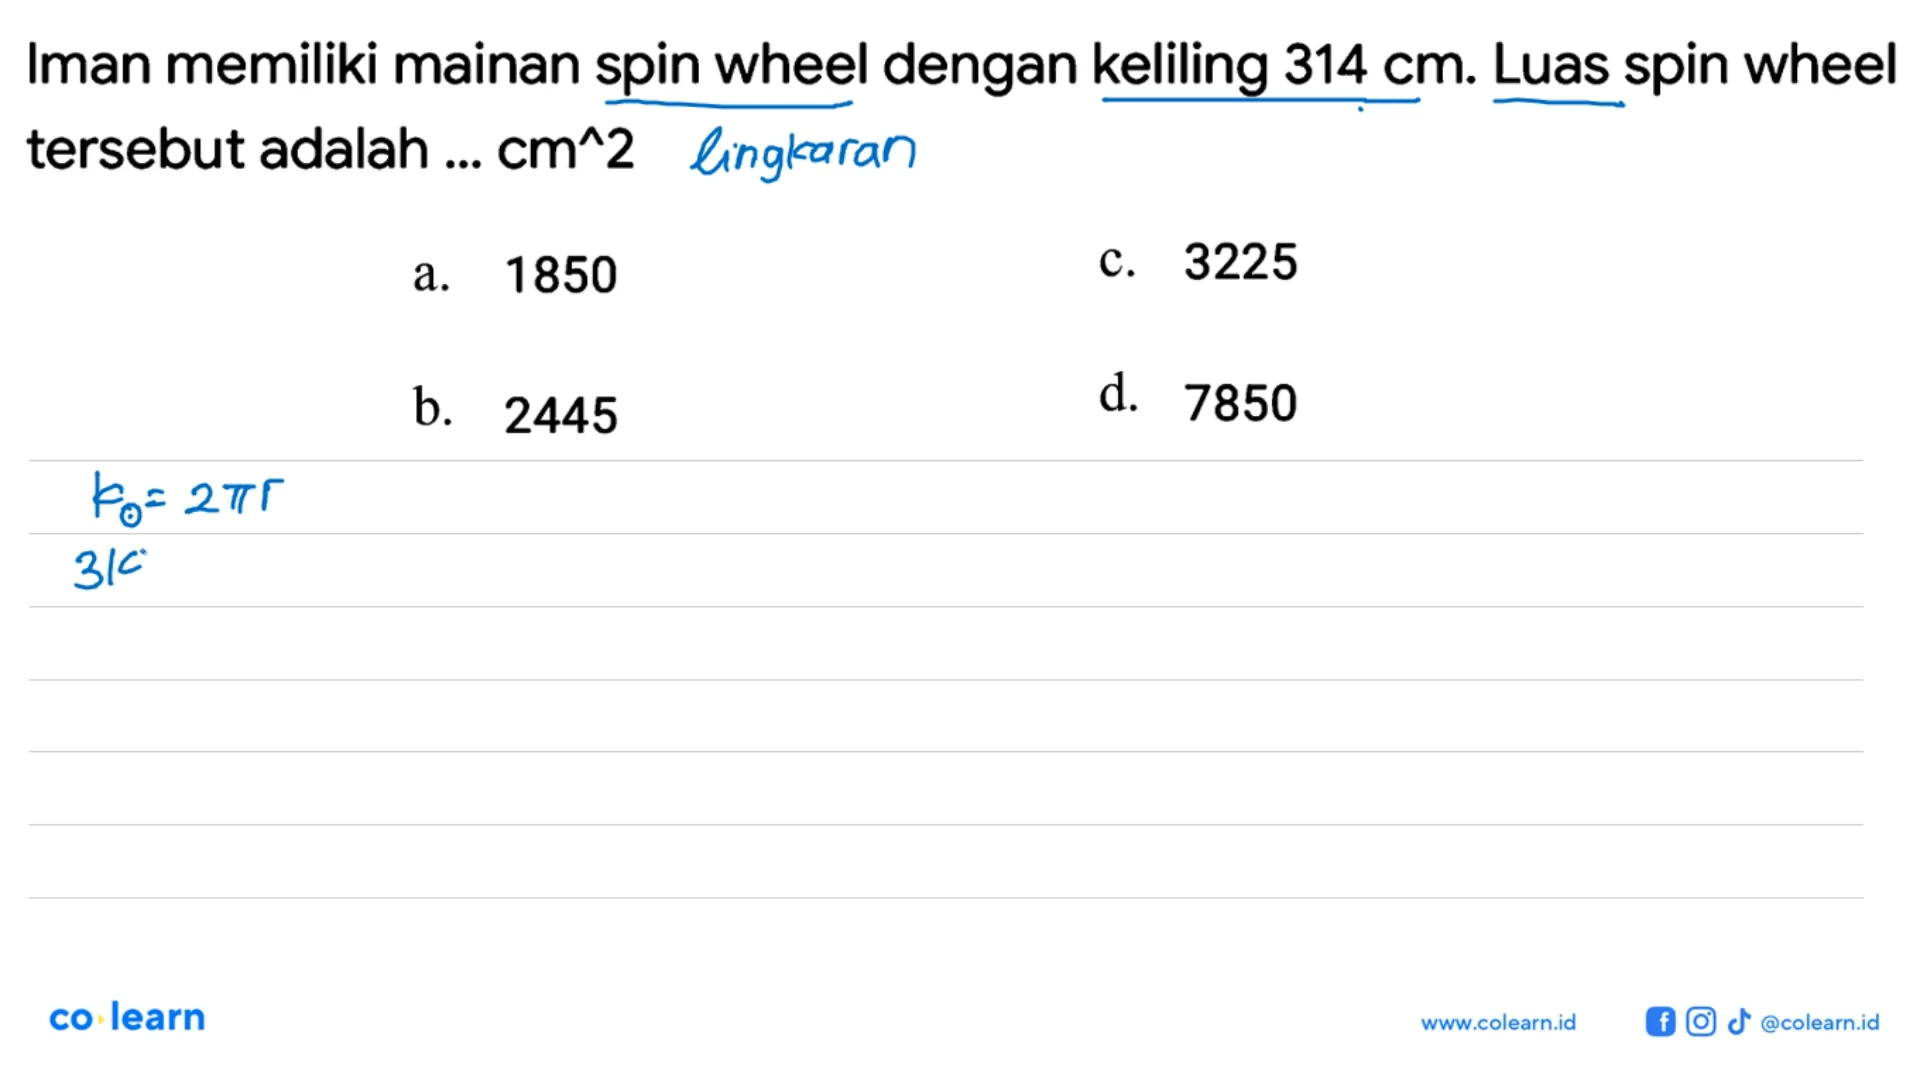 Iman memiliki mainan spin wheel dengan keliling 314 cm. Luas spin wheel
tersebut adalah ... cm^2 lingkaran
a. 1850
c. 3225
b. 2445
d. 7850
k⊙ = 2πr
31
co learn
www.colearn.id
@colearn.id